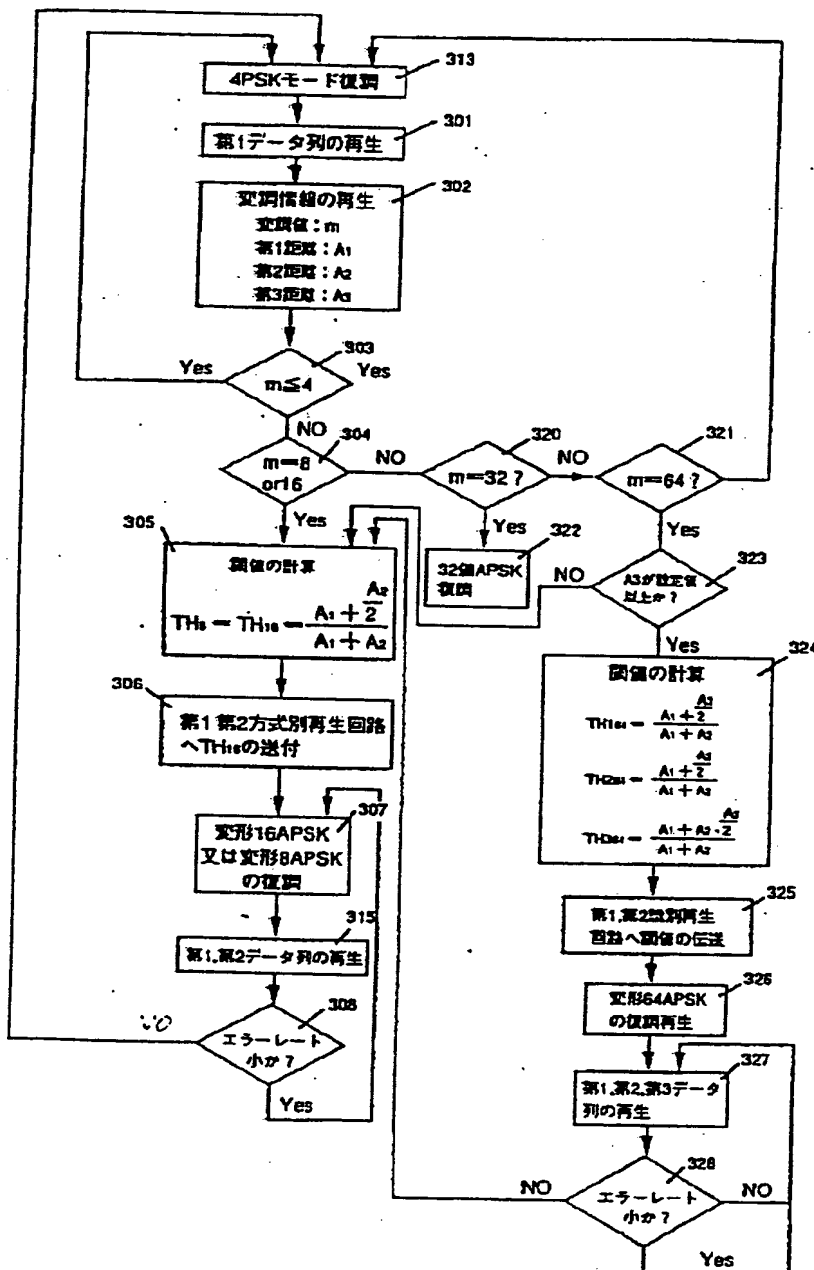 313
4PSKモード復調
301
第1データ列の再生
302
変調情報の再生
変調値：m
第1距離：A1
第2距離：A2
第3距離：A3
303
Yes
Yes
m≦4
NO
304
320
321
m=8
or16
NO
m=32？
NO
m=64？
305
Yes
Yes
322
Yes
323
閾値の計算
TH8 = TH16 = (A1 + A2/2) / (A1 + A2)
32値APSK
復調
NO
A3が設定値
以上か？
Yes
324
306
第1 第2方式別再生回路
へTH16の送付
閾値の計算
307
変形16APSK
又は変形8APSK
の復調
315
第1,第2データ列の再生
325
第1,第2識別再生
回路へ閾値の伝送
326
変形64APSK
の復調再生
308
NO
エラーレート
小か？
Yes
327
第1,第2,第3データ
列の再生
328
NO
エラーレート
小か？
NO
Yes